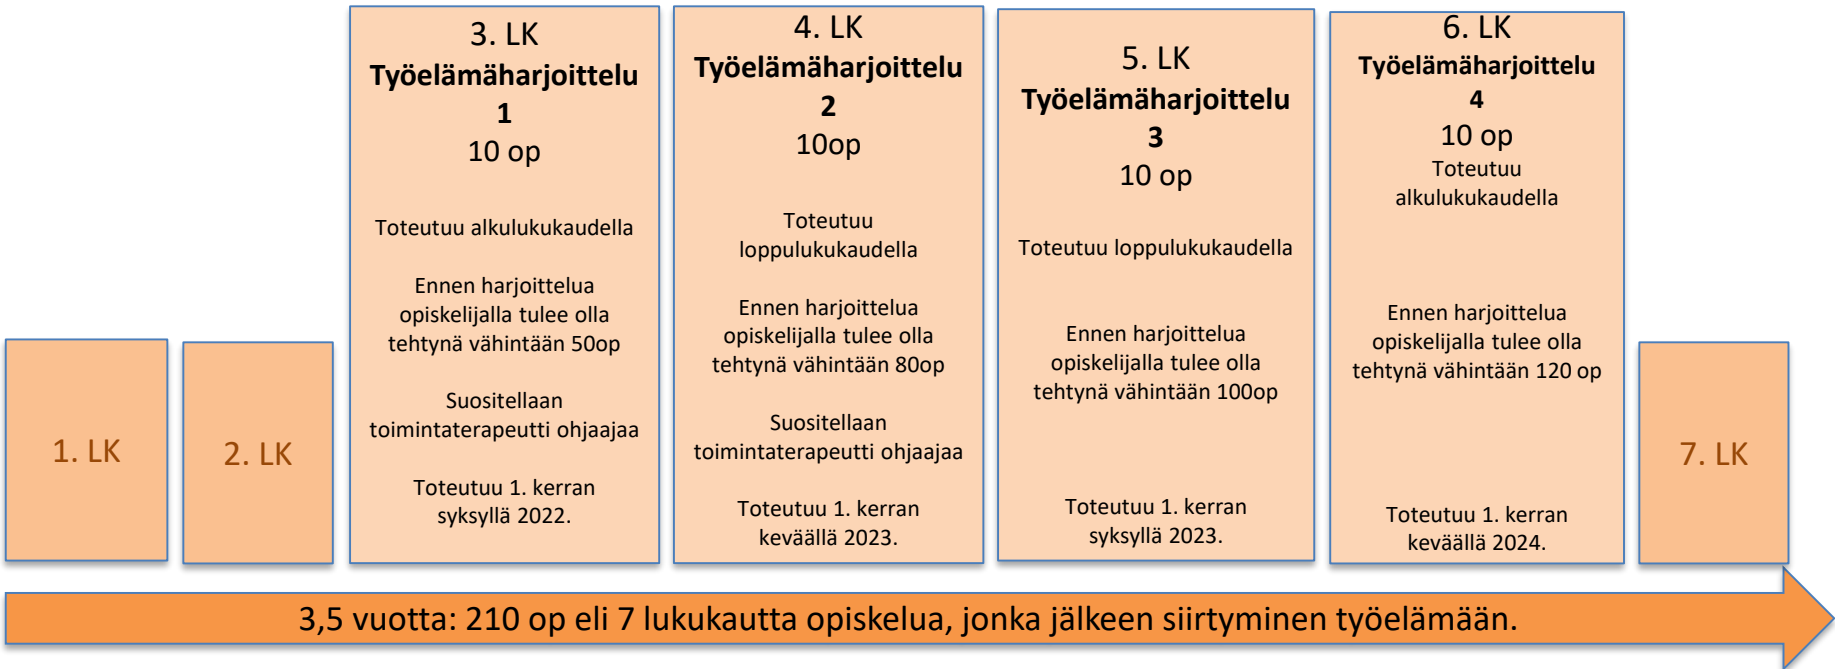 1. LK
2. LK
3. LK
Työelämäharjoittelu
1
10 op
Toteutuu alkulukukaudella
Ennen harjoittelua
opiskelijalla tulee olla
tehtynä vähintään 50op
Suositellaan
toimintaterapeutti ohjaajaa
Toteutuu 1. kerran
syksyllä 2022.
4. LK
Työelämäharjoittelu
2
10op
Toteutuu
loppulukukaudella
Ennen harjoittelua
opiskelijalla tulee olla
tehtynä vähintään 80op
Suositellaan
toimintaterapeutti ohjaajaa
Toteutuu 1. kerran
keväällä 2023.
5. LK
Työelämäharjoittelu
3
10 op
Toteutuu loppulukukaudella
Ennen harjoittelua
opiskelijalla tulee olla
tehtynä vähintään 100op
Toteutuu 1. kerran
syksyllä 2023.
6. LK
Työelämäharjoittelu
4
10 op
Toteutuu
alkulukukaudella
Ennen harjoittelua
opiskelijalla tulee olla
tehtynä vähintään 120 op
Toteutuu 1. kerran
keväällä 2024.
7. LK
3,5 vuotta: 210 op eli 7 lukukautta opiskelua, jonka jälkeen siirtyminen työelämään.